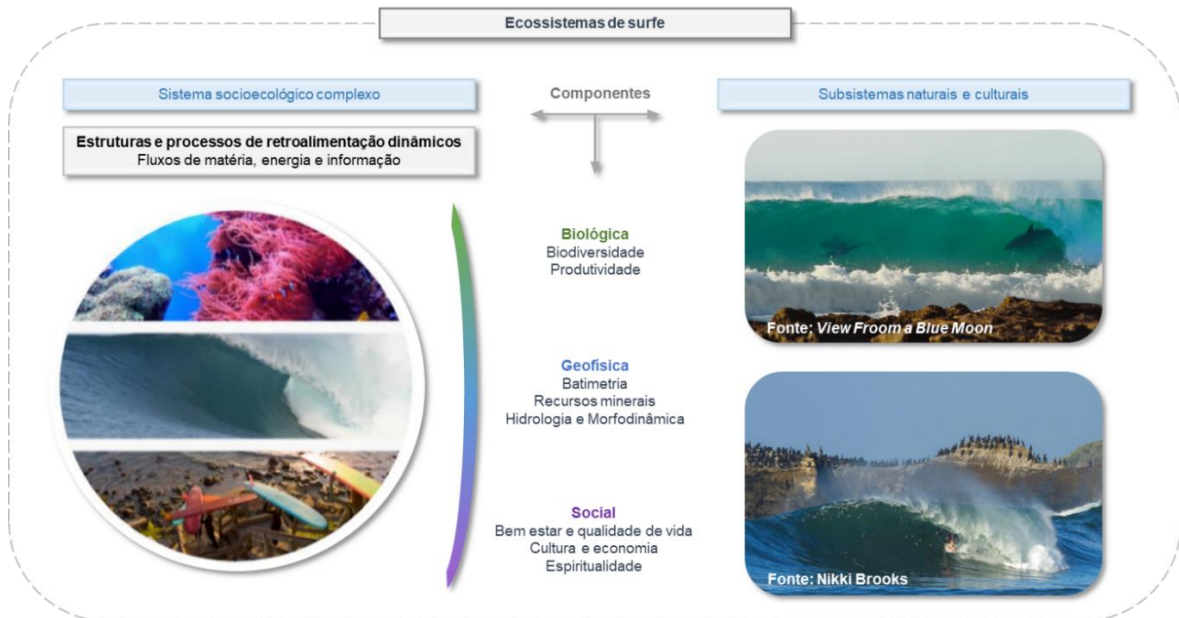 Ecossistemas de surfe
Sistema socioecológico complexo
Componentes
Subsistemas naturais e culturais
Estruturas e processos de retroalimentação dinâmicos
Fluxos de matéria, energia e informação
Biológica
Biodiversidade
Produtividade
Fonte: View Froom a Blue Moon
Geofísica
Batimetria
Recursos minerais
Hidrologia e Morfodinâmica
Social
Bem estar e qualidade de vida
Cultura e economia
Espiritualidade
Fonte: Nikki Brooks